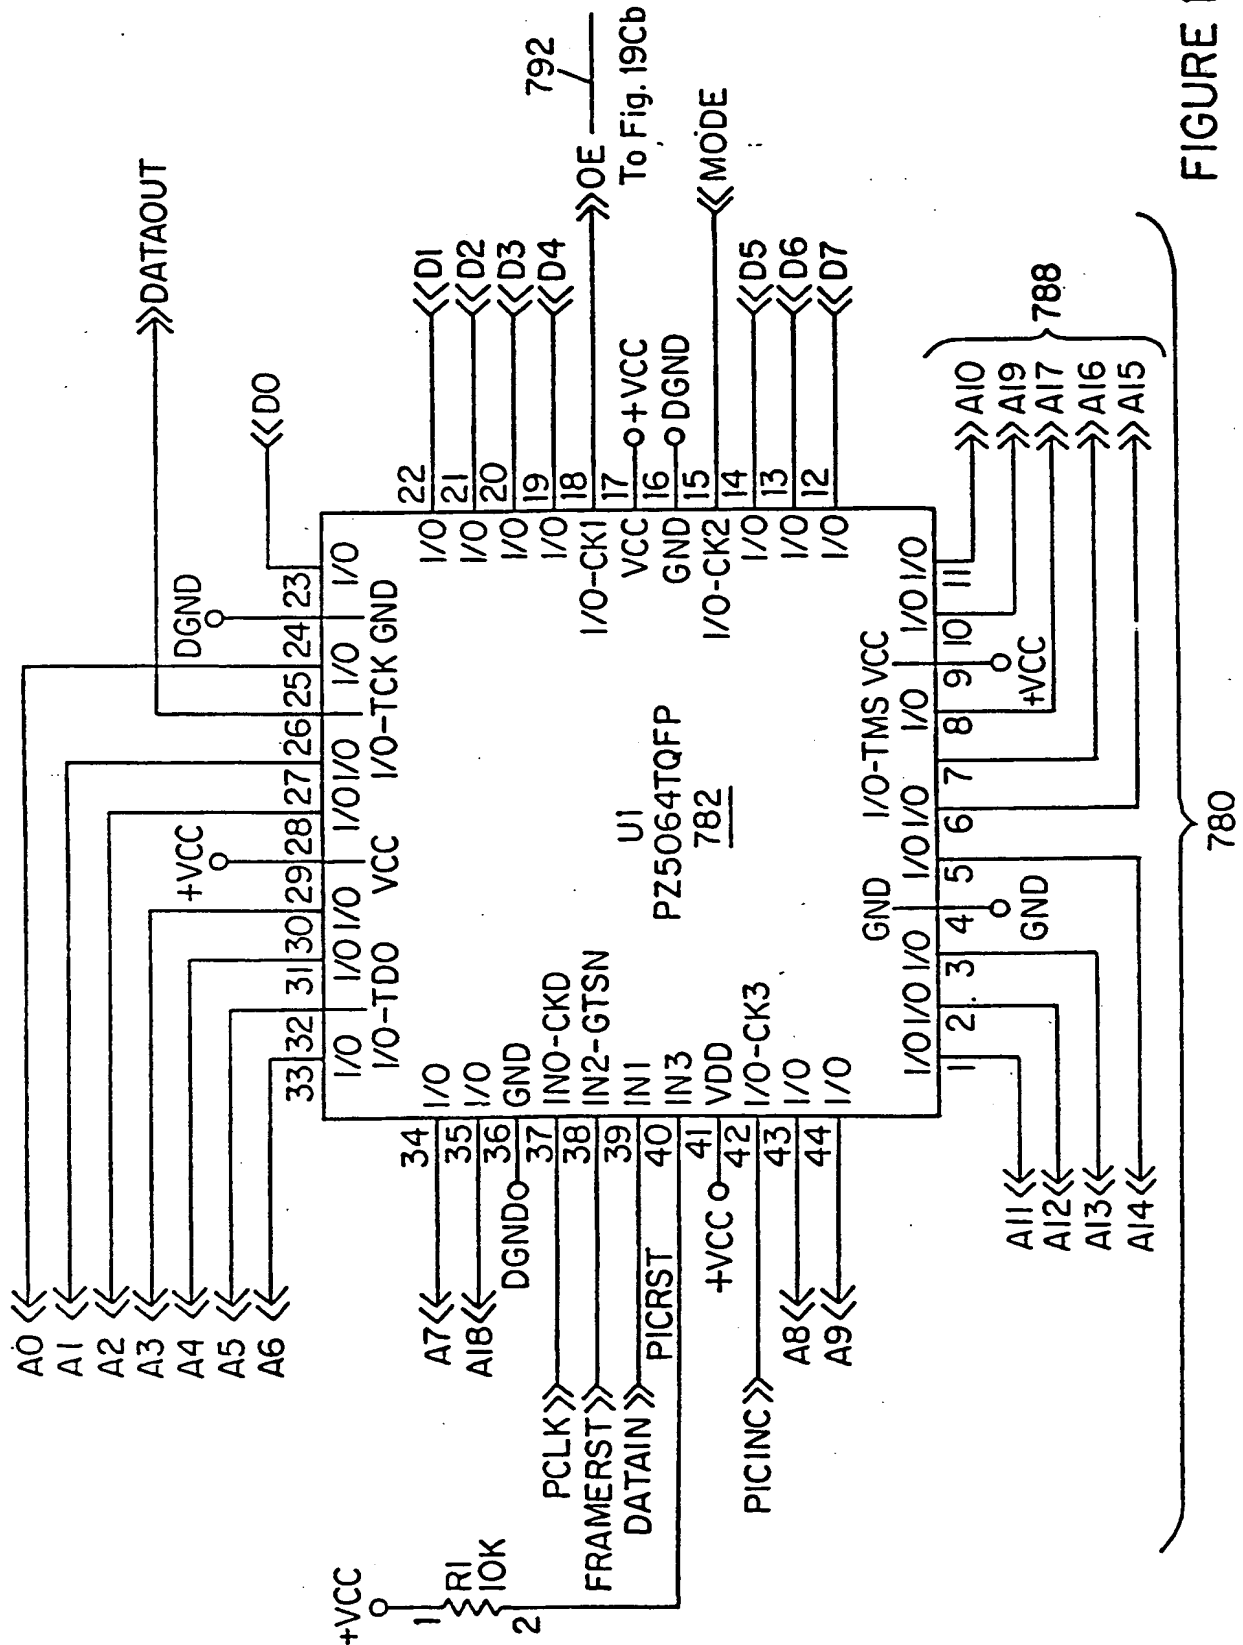 A0
A1
A2
A3
A4
A5
A6
+VCC
DGND
DATAOUT
33 32 31 30 29 28 27 26 25 24 23
I/O I/O-TDO I/O I/O VCC I/O I/O I/O-TCK I/O GND I/O
D0
+VCC
1
R1
10K
2
A7
A18
DGND
PCLK
FRAMERST
DATAIN
PICRST
+VCC
PICINC
A8
A9
34 I/O
35 I/O
36 GND
37 IN0-CKD
38 IN2-GTSN
39 IN1
40 IN3
41 VDD
42 I/O-CK3
43 I/O
44 I/O
U1
PZ5064TQFP
782
I/O 22 D1
I/O 21 D2
I/O 20 D3
I/O 19 D4
I/O-CK1 18 OE
792
To Fig. 19Cb
VCC 17 +VCC
GND 16 DGND
I/O-CK2 15 MODE
I/O 14 D5
I/O 13 D6
I/O 12 D7
I/O I/O I/O GND I/O I/O I/O-TMS I/O VCC I/O I/O
1 2 3 4 5 6 7 8 9 10 11
GND
+VCC
A11
A12
A13
A14
A10
A19
A17
A16
A15
788
780
FIGURE